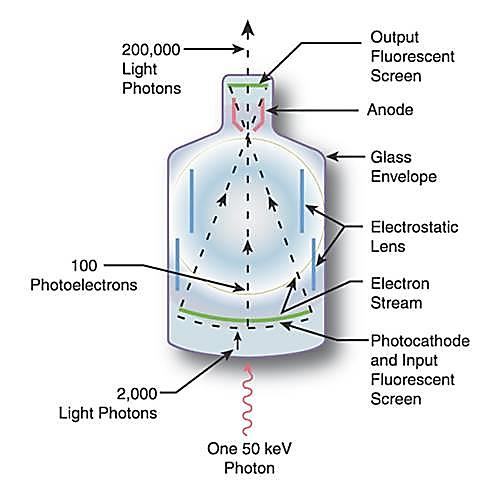 200,000
Light
Photons
Output
Fluorescent
Screen
Anode
Glass
Envelope
Electrostatic
Lens
100
Photoelectrons
Electron
Stream
Photocathode
and Input
Fluorescent
Screen
2,000
Light Photons
One 50 keV
Photon